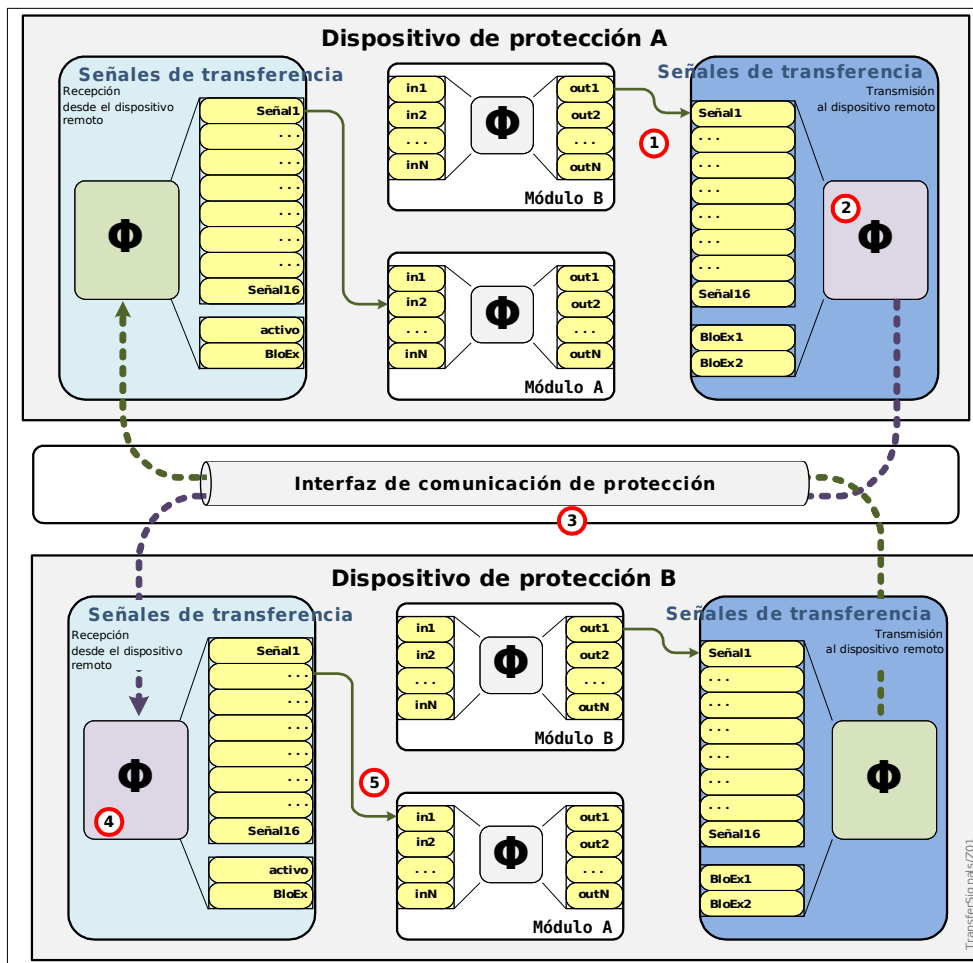 Dispositivo de protección A
Señales de transferencia
Recepción
desde el dispositivo
remoto
Señal1
...
...
...
...
...
...
Señal16
activo
BloEx
Φ
in1
in2
...
inN
Φ
out1
out2
...
outN
Módulo B
in1
in2
...
inN
Φ
out1
out2
...
outN
Módulo A
1
Señales de transferencia
Transmisión
al dispositivo remoto
Señal1
...
...
...
...
...
...
Señal16
BloEx1
BloEx2
2
Φ
Interfaz de comunicación de protección
3
Dispositivo de protección B
Señales de transferencia
Recepción
desde el dispositivo
remoto
Señal1
...
...
...
...
...
...
Señal16
activo
BloEx
Φ
4
in1
in2
...
inN
Φ
out1
out2
...
outN
Módulo B
5
in1
in2
...
inN
Φ
out1
out2
...
outN
Módulo A
Señales de transferencia
Transmisión
al dispositivo remoto
Señal1
...
...
...
...
...
...
Señal16
BloEx1
BloEx2
Φ
TransferSignals/Z01